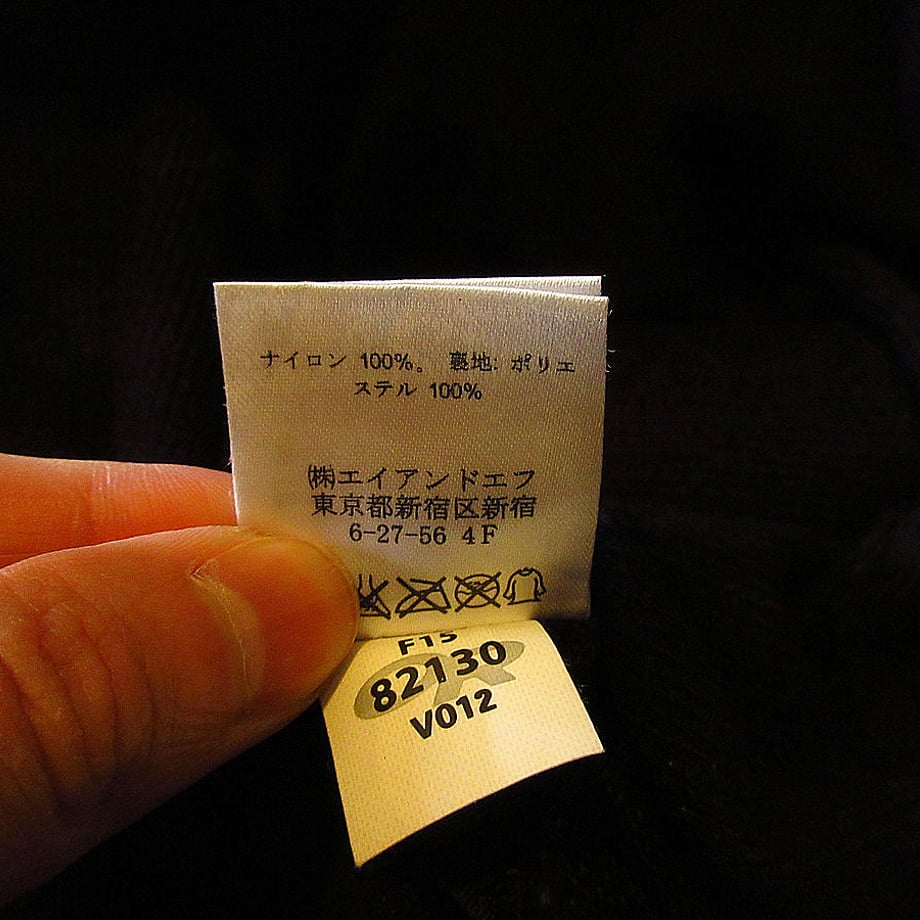 ナイロン 100%。 裏地: ポリエ
ステル 100%
㈱エイアンドエフ
東京都新宿区新宿
6-27-56 4F
F15
82130
V012